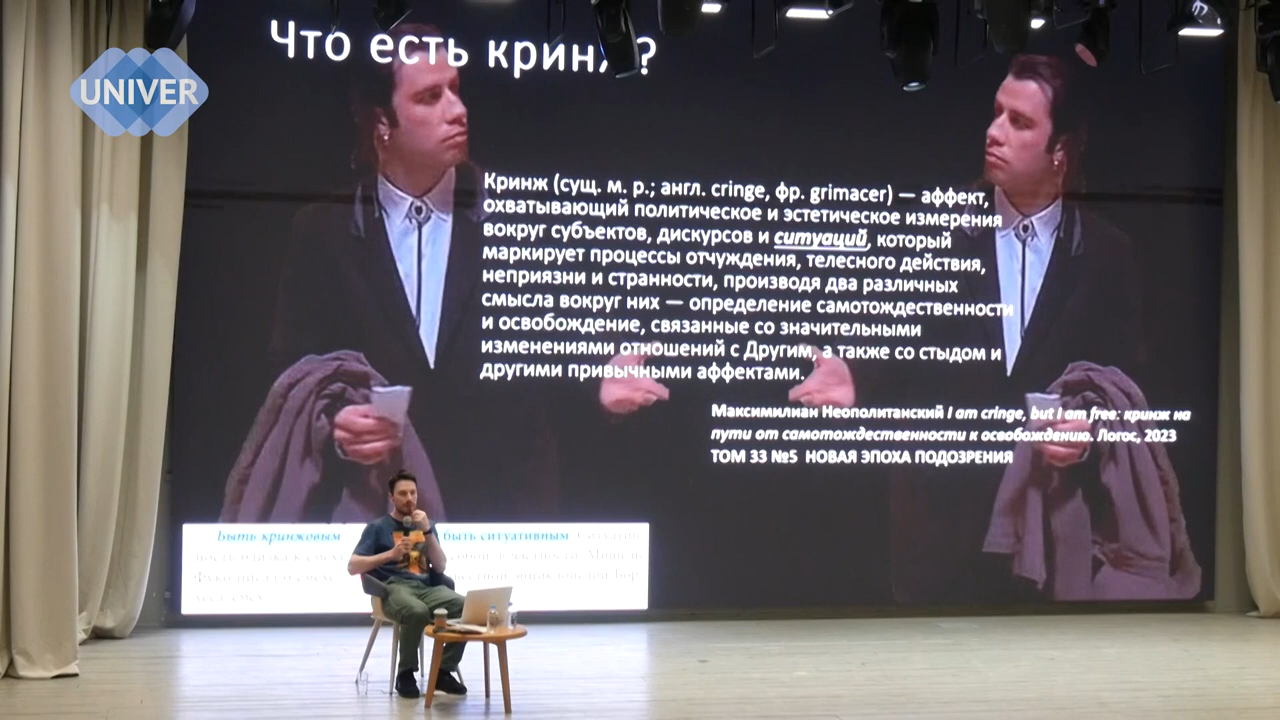 Что есть кринж?
UNIVER
Кринж (сущ. м. р.; англ. cringe, фр. grimacer) — аффект,
охватывающий политическое и эстетическое измерения
вокруг субъектов, дискурсов и ситуаций, который
маркирует процессы отчуждения, телесного действия,
неприязни и странности, производя два различных
смысла вокруг них — определение самотождественности
и освобождение, связанные со значительными
изменениями отношений с Другим, а также со стыдом и
другими привычными аффектами.
Максимилиан Неополитанский I am cringe, but I am free: кринж на
пути от самотождественности к освобождению. Логос, 2023
ТОМ 33 №5 НОВАЯ ЭПОХА ПОДОЗРЕНИЯ
Быть кринжовым быть ситуативным.